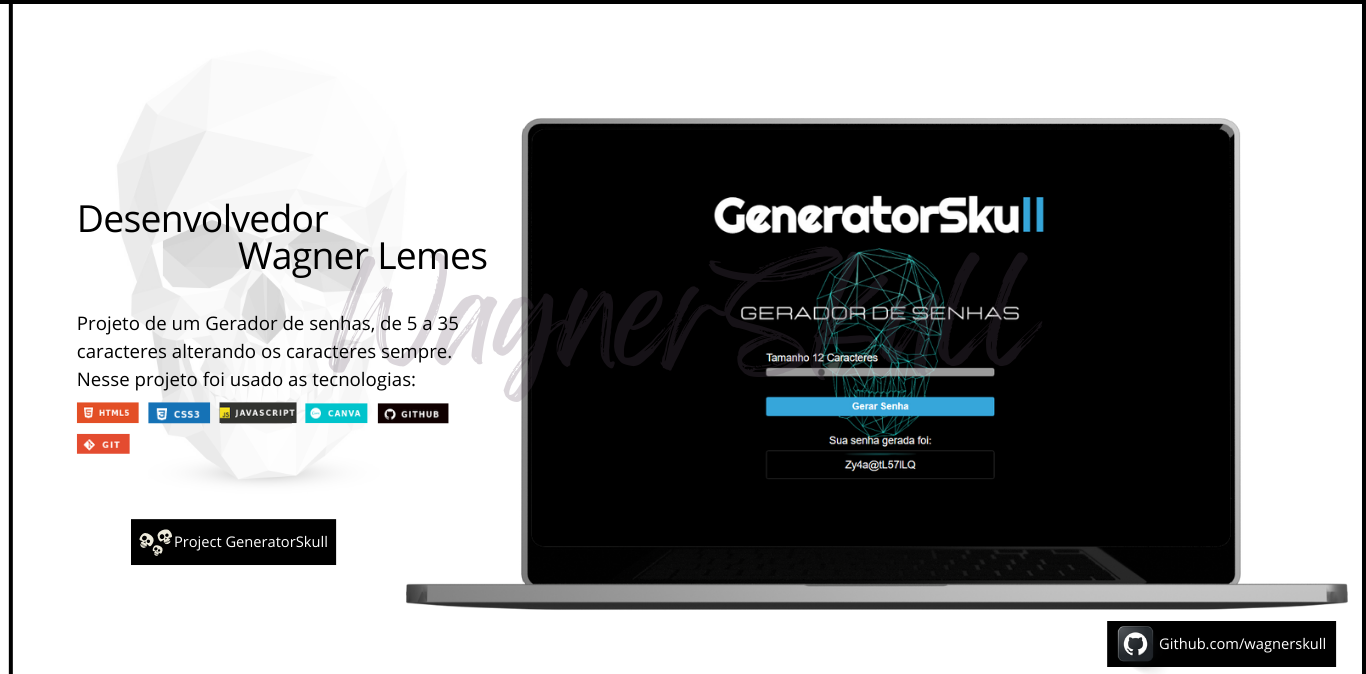 Desenvolvedor
Wagner Lemes
Projeto de um Gerador de senhas, de 5 a 35
caracteres alterando os caracteres sempre.
Nesse projeto foi usado as tecnologias:
HTML5 CSS3 JS JAVASCRIPT CANVA GITHUB
GIT
Project GeneratorSkull
WagnerSkull
GeneratorSkull
GERADOR DE SENHAS
Tamanho 12 Caracteres
Gerar Senha
Sua senha gerada foi:
Zy4a@tL57lLQ
Github.com/wagnerskull